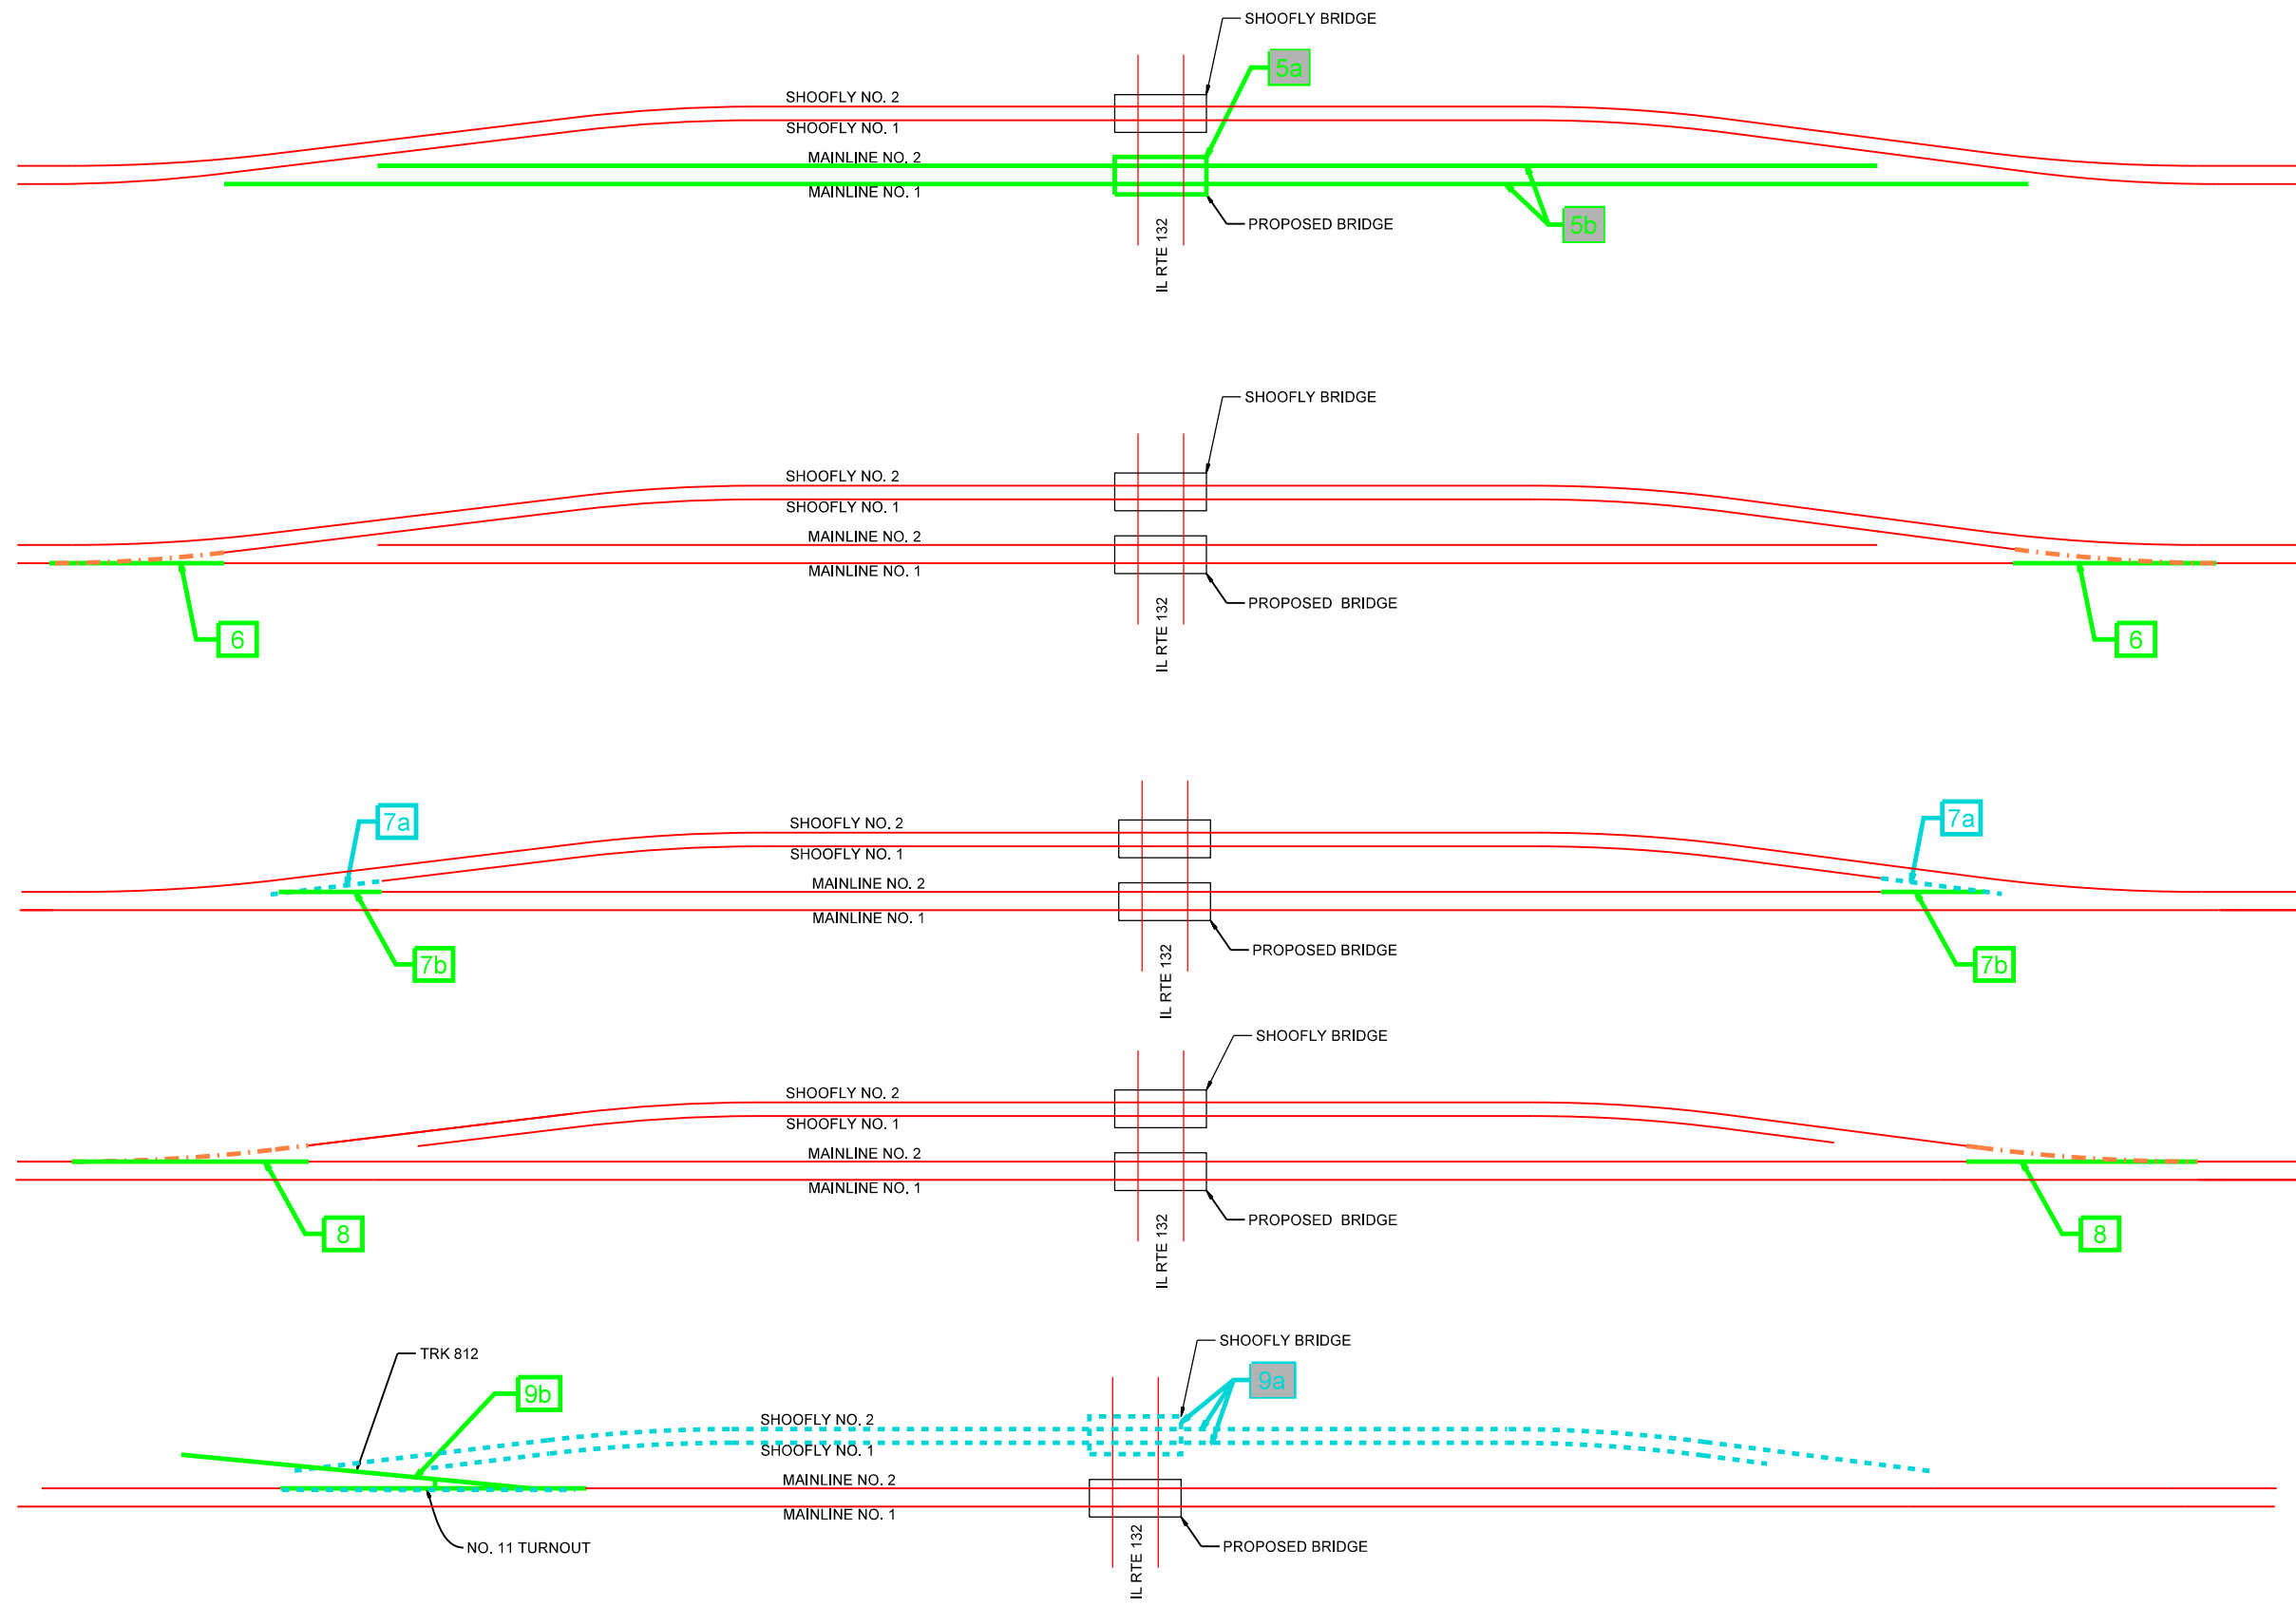 SHOOFLY BRIDGE
5a
SHOOFLY NO. 2
SHOOFLY NO. 1
MAINLINE NO. 2
MAINLINE NO. 1
PROPOSED BRIDGE
5b
IL RTE 132
SHOOFLY BRIDGE
SHOOFLY NO. 2
SHOOFLY NO. 1
MAINLINE NO. 2
MAINLINE NO. 1
PROPOSED BRIDGE
6
6
IL RTE 132
7a
7a
SHOOFLY NO. 2
SHOOFLY NO. 1
MAINLINE NO. 2
MAINLINE NO. 1
PROPOSED BRIDGE
7b
7b
IL RTE 132
SHOOFLY BRIDGE
SHOOFLY NO. 2
SHOOFLY NO. 1
MAINLINE NO. 2
MAINLINE NO. 1
PROPOSED BRIDGE
8
8
IL RTE 132
SHOOFLY BRIDGE
TRK 812
9b
9a
SHOOFLY NO. 2
SHOOFLY NO. 1
MAINLINE NO. 2
MAINLINE NO. 1
NO. 11 TURNOUT
PROPOSED BRIDGE
IL RTE 132